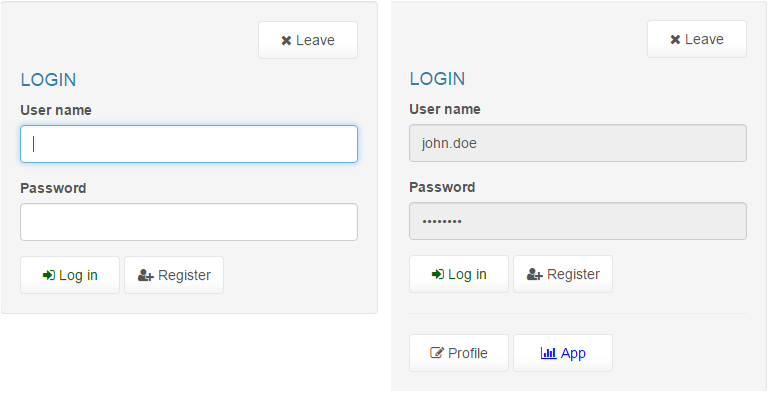 Leave
LOGIN
User name
Password
Log in Register
Leave
LOGIN
User name
john.doe
Password
••••••••
Log in Register
Profile App